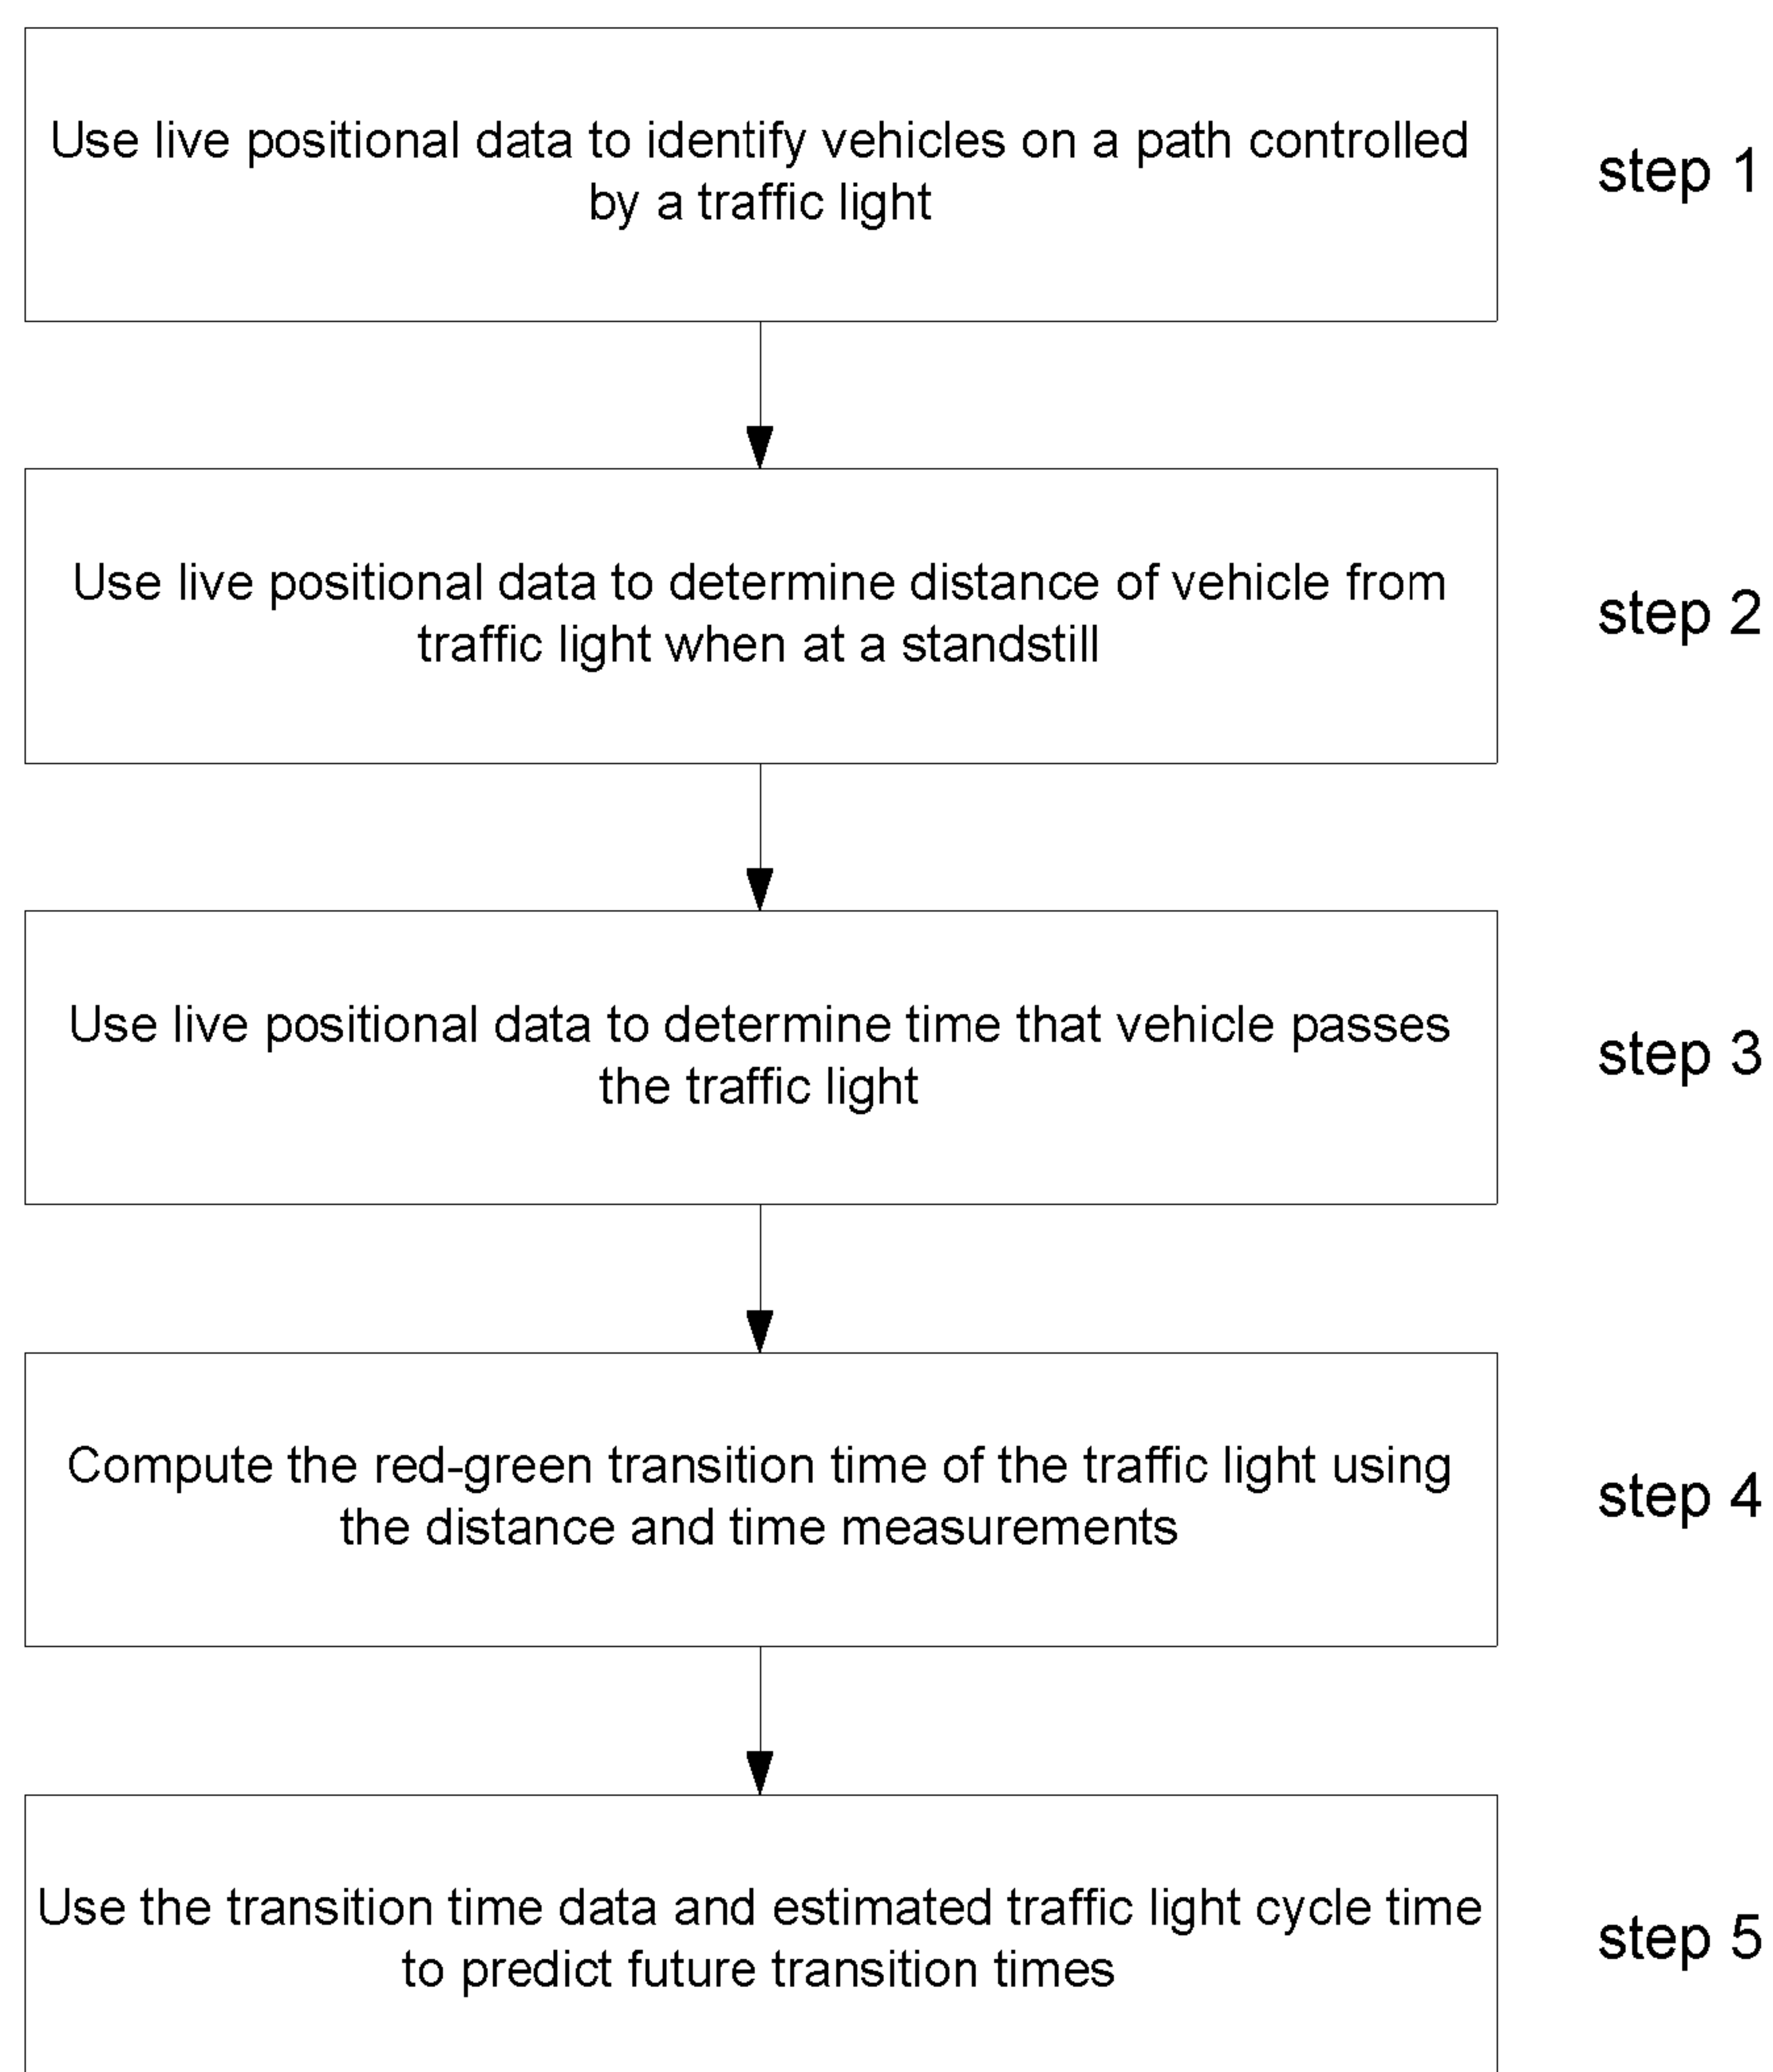 Use live positional data to identify vehicles on a path controlled
by a traffic light
step 1
Use live positional data to determine distance of vehicle from
traffic light when at a standstill
step 2
Use live positional data to determine time that vehicle passes
the traffic light
step 3
Compute the red-green transition time of the traffic light using
the distance and time measurements
step 4
Use the transition time data and estimated traffic light cycle time
to predict future transition times
step 5